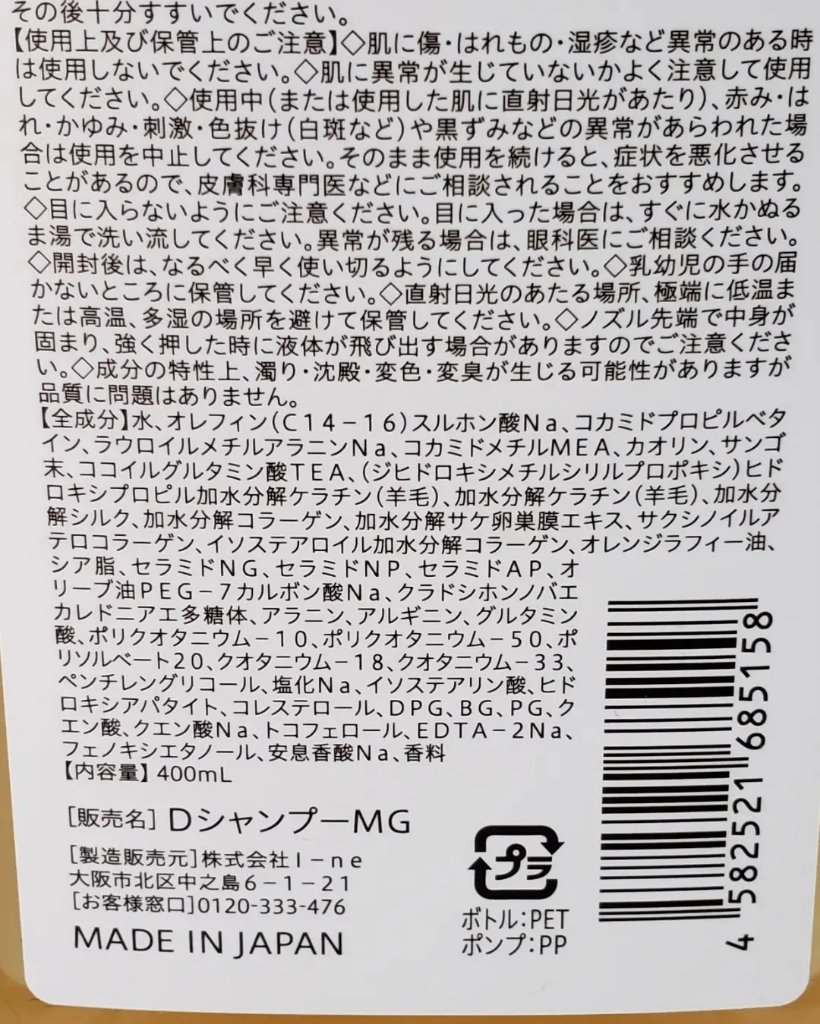 その後十分すすいでください。
【使用上及び保管上のご注意】◇肌に傷・はれもの・湿疹など異常のある時
は使用しないでください。◇肌に異常が生じていないかよく注意して使用
してください。◇使用中(または使用した肌に直射日光があたり)、赤み・は
れ・かゆみ・刺激・色抜け(白斑など)や黒ずみなどの異常があらわれた場
合は使用を中止してください。そのまま使用を続けると、症状を悪化させる
ことがあるので、皮膚科専門医などにご相談されることをおすすめします。
◇目に入らないようにご注意ください。目に入った場合は、すぐに水かぬる
ま湯で洗い流してください。異常が残る場合は、眼科医にご相談ください。
◇開封後は、なるべく早く使い切るようにしてください。◇乳幼児の手の届
かないところに保管してください。◇直射日光のあたる場所、極端に低温ま
たは高温、多湿の場所を避けて保管してください。◇ノズル先端で中身が
固まり、強く押した時に液体が飛び出す場合がありますのでご注意くださ
い。◇成分の特性上、濁り・沈殿・変色・変臭が生じる可能性がありますが
品質に問題はありません。
【全成分】水、オレフィン(C14-16)スルホン酸Na、コカミドプロピルベタ
イン、ラウロイルメチルアラニンNa、コカミドメチルMEA、カオリン、サンゴ
末、ココイルグルタミン酸TEA、(ジヒドロキシメチルシリルプロポキシ)ヒド
ロキシプロピル加水分解ケラチン(羊毛)、加水分解ケラチン(羊毛)、加水分
解シルク、加水分解コラーゲン、加水分解サケ卵巣膜エキス、サクシノイルア
テロコラーゲン、イソステアロイル加水分解コラーゲン、オレンジラフィー油、
シア脂、セラミドNG、セラミドNP、セラミドAP、オ
リーブ油PEG-7カルボン酸Na、クラドシホンノバエ
カレドニアエ多糖体、アラニン、アルギニン、グルタミン
酸、ポリクオタニウム-10、ポリクオタニウム-50、ポ
リソルベート20、クオタニウム-18、クオタニウム-33、
ペンチレングリコール、塩化Na、イソステアリン酸、ヒド
ロキシアパタイト、コレステロール、DPG、BG、PG、ク
エン酸、クエン酸Na、トコフェロール、EDTA-2Na、
フェノキシエタノール、安息香酸Na、香料
【内容量】400mL
[販売名]DシャンプーMG
[製造販売元]株式会社I-ne
大阪市北区中之島6-1-21
[お客様窓口]0120-333-476
MADE IN JAPAN
プラ
ボトル:PET
ポンプ:PP
4 582521 685158